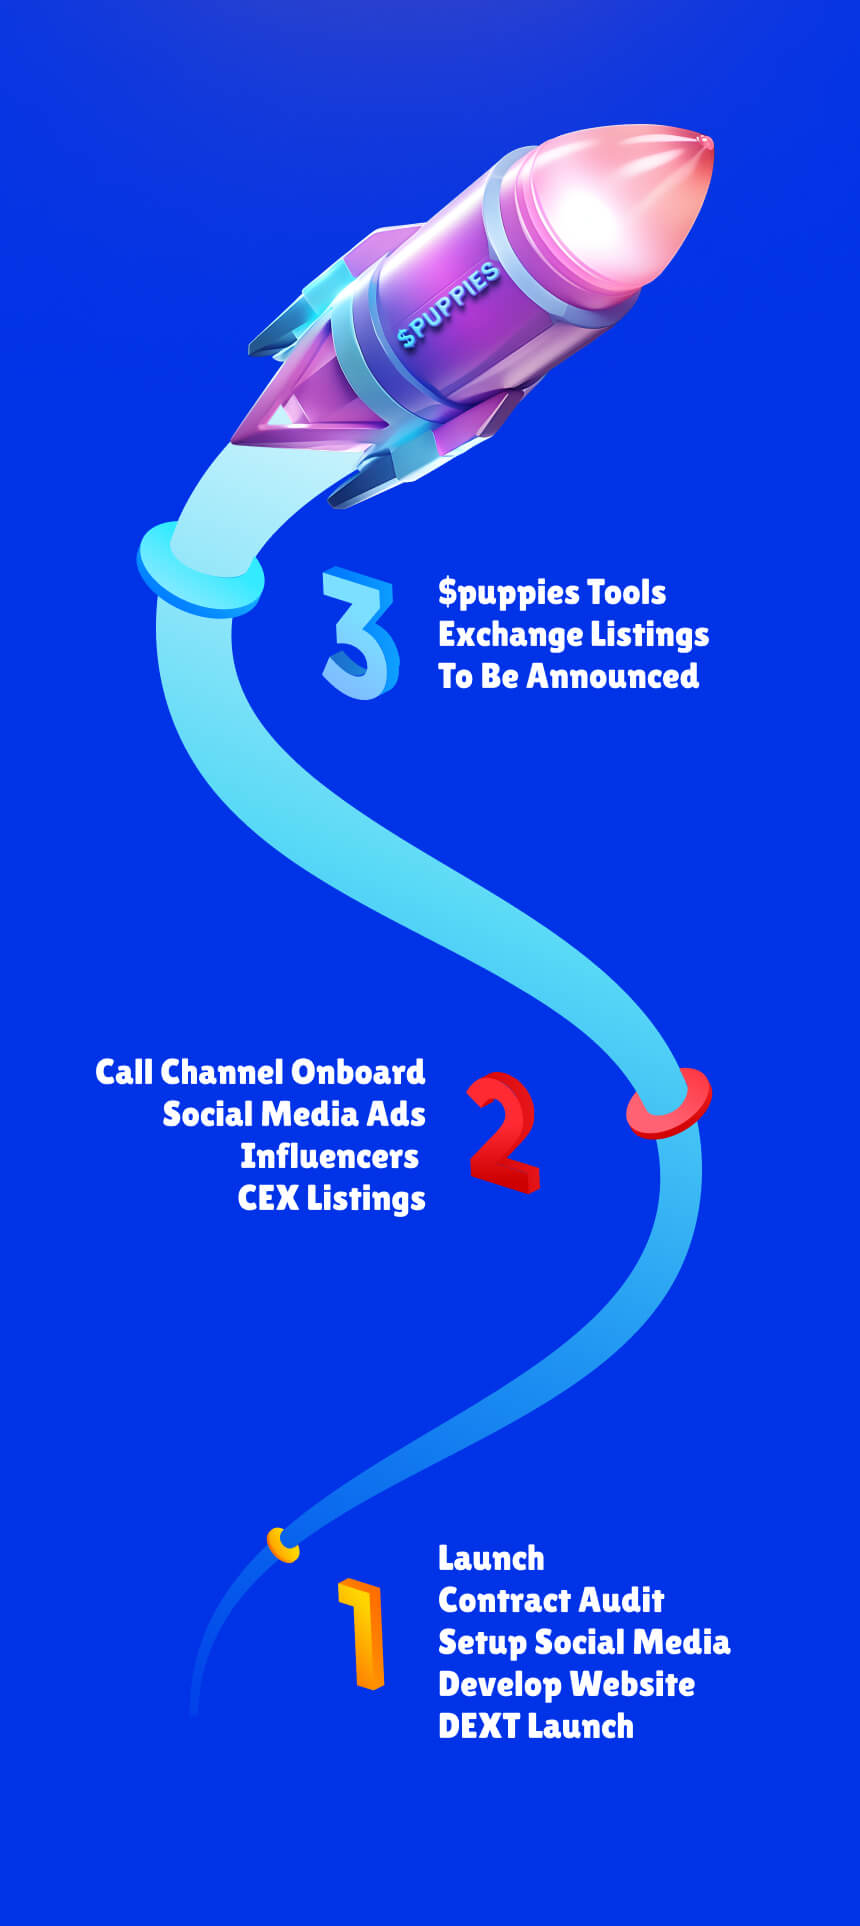 $PUPPIES
3
$puppies Tools
Exchange Listings
To Be Announced
Call Channel Onboard
Social Media Ads
Influencers
CEX Listings
2
1
Launch
Contract Audit
Setup Social Media
Develop Website
DEXT Launch